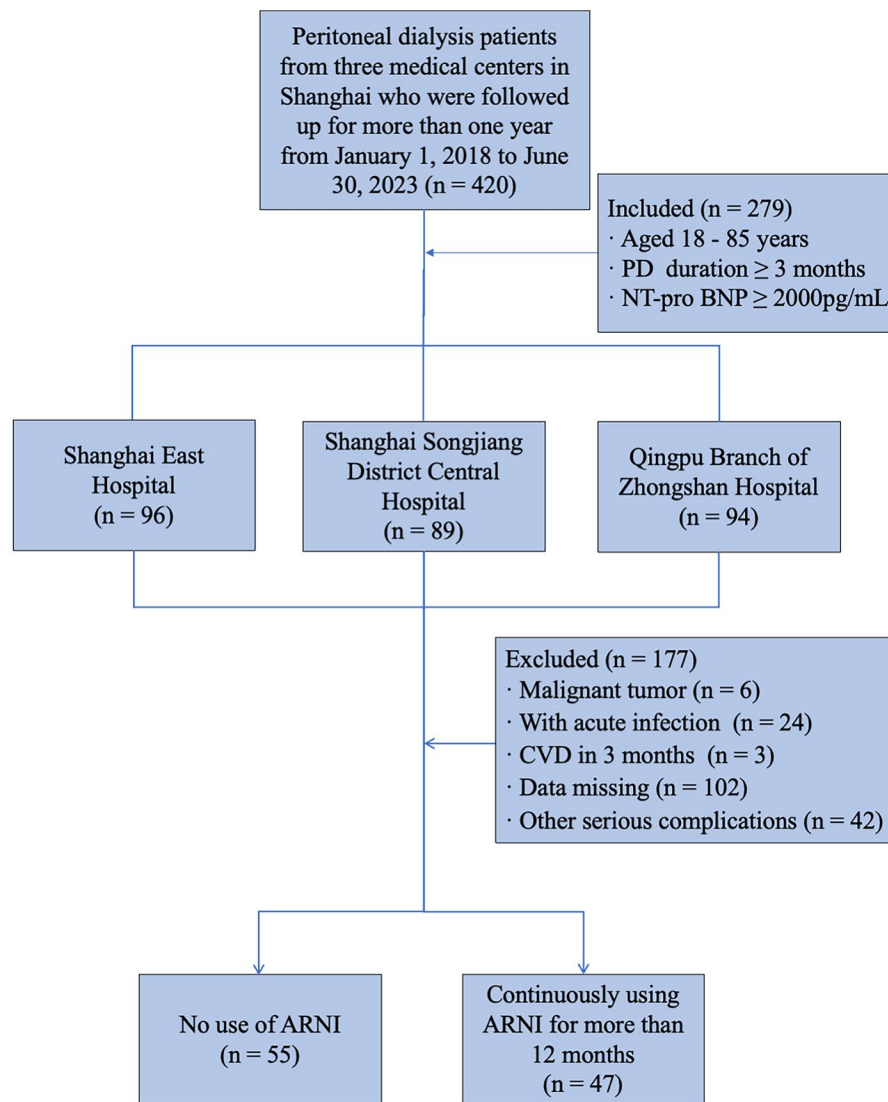 Peritoneal dialysis patients
from three medical centers in
Shanghai who were followed
up for more than one year
from January 1, 2018 to June
30, 2023 (n = 420)
Included (n = 279)
· Aged 18 - 85 years
· PD duration ≥ 3 months
· NT-pro BNP ≥ 2000pg/mL
Shanghai East
Hospital
(n = 96)
Shanghai Songjiang
District Central
Hospital
(n = 89)
Qingpu Branch of
Zhongshan Hospital
(n = 94)
Excluded (n = 177)
· Malignant tumor (n = 6)
· With acute infection (n = 24)
· CVD in 3 months (n = 3)
· Data missing (n = 102)
· Other serious complications (n = 42)
No use of ARNI
(n = 55)
Continuously using
ARNI for more than
12 months
(n = 47)